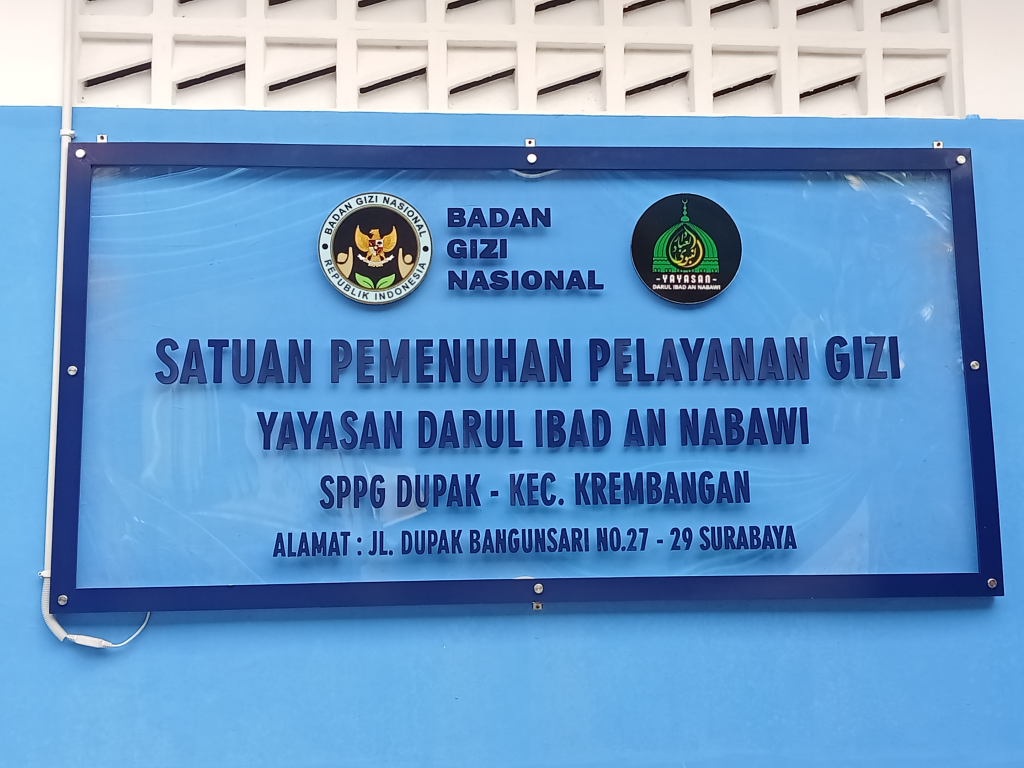 BADAN GIZI NASIONAL
REPUBLIK INDONESIA
BADAN
GIZI
NASIONAL
-YAYASAN-
DARUL IBAD AN NABAWI
SATUAN PEMENUHAN PELAYANAN GIZI
YAYASAN DARUL IBAD AN NABAWI
SPPG DUPAK - KEC. KREMBANGAN
ALAMAT : JL. DUPAK BANGUNSARI NO.27 - 29 SURABAYA